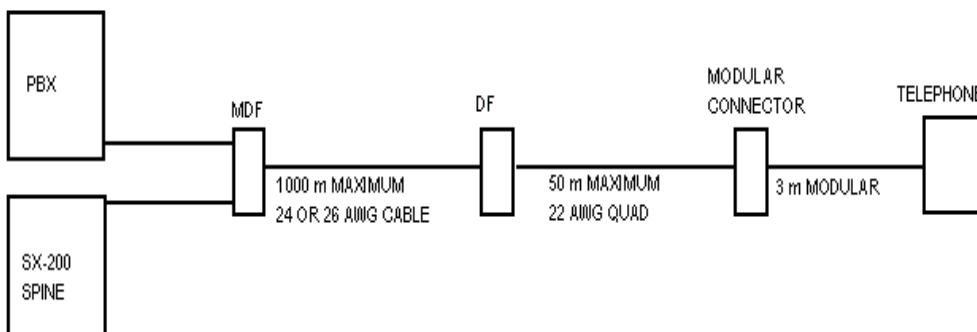 PBX
MDF
DF
MODULAR
CONNECTOR
TELEPHONE
1000 m MAXIMUM
24 OR 26 AWG CABLE
50 m MAXIMUM
22 AWG QUAD
3 m MODULAR
SX-200
SPINE